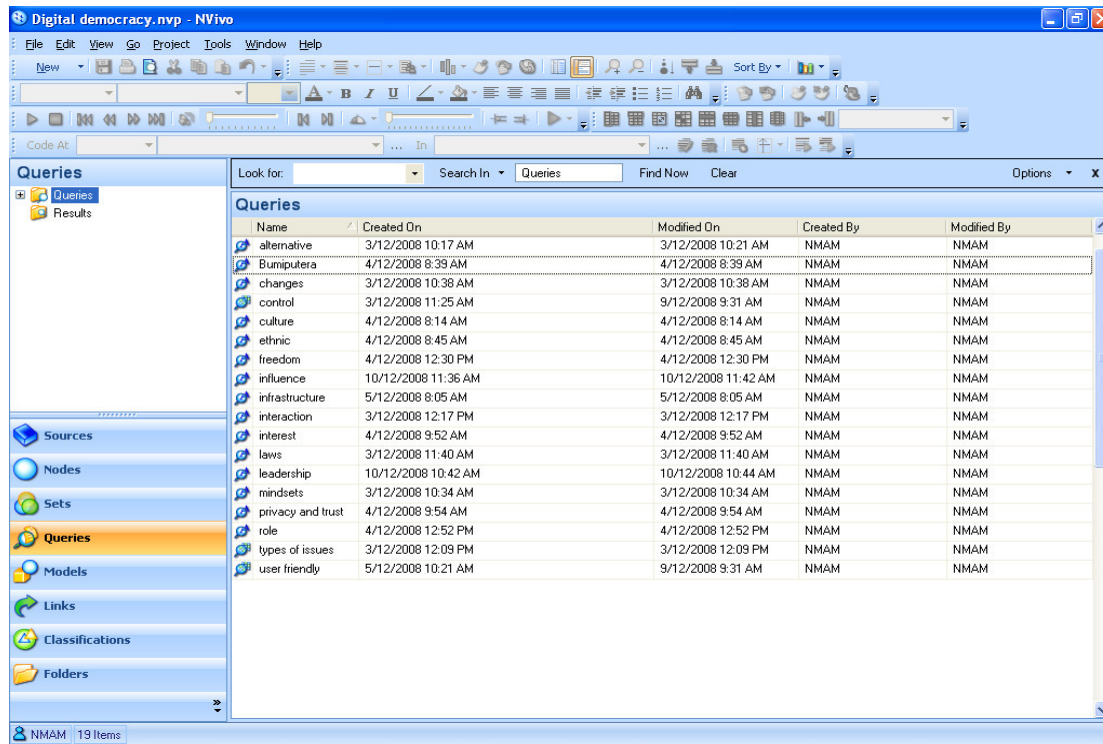 Digital democracy.nvp - NVivo
File Edit View Go Project Tools Window Help
New Sort By
A B I U
Code At ... In ...
Queries
Queries
Results
Look for: Search In Queries Find Now Clear Options x
Queries
Name Created On Modified On Created By Modified By
alternative 3/12/2008 10:17 AM 3/12/2008 10:21 AM NMAM NMAM
Bumiputera 4/12/2008 8:39 AM 4/12/2008 8:39 AM NMAM NMAM
changes 3/12/2008 10:38 AM 3/12/2008 10:38 AM NMAM NMAM
control 3/12/2008 11:25 AM 9/12/2008 9:31 AM NMAM NMAM
culture 4/12/2008 8:14 AM 4/12/2008 8:14 AM NMAM NMAM
ethnic 4/12/2008 8:45 AM 4/12/2008 8:45 AM NMAM NMAM
freedom 4/12/2008 12:30 PM 4/12/2008 12:30 PM NMAM NMAM
influence 10/12/2008 11:36 AM 10/12/2008 11:42 AM NMAM NMAM
infrastructure 5/12/2008 8:05 AM 5/12/2008 8:05 AM NMAM NMAM
interaction 3/12/2008 12:17 PM 3/12/2008 12:17 PM NMAM NMAM
interest 4/12/2008 9:52 AM 4/12/2008 9:52 AM NMAM NMAM
laws 3/12/2008 11:40 AM 3/12/2008 11:40 AM NMAM NMAM
leadership 10/12/2008 10:42 AM 10/12/2008 10:44 AM NMAM NMAM
mindsets 3/12/2008 10:34 AM 3/12/2008 10:34 AM NMAM NMAM
privacy and trust 4/12/2008 9:54 AM 4/12/2008 9:54 AM NMAM NMAM
role 4/12/2008 12:52 PM 4/12/2008 12:52 PM NMAM NMAM
types of issues 3/12/2008 12:09 PM 3/12/2008 12:09 PM NMAM NMAM
user friendly 5/12/2008 10:21 AM 9/12/2008 9:31 AM NMAM NMAM
Sources
Nodes
Sets
Queries
Models
Links
Classifications
Folders
NMAM 19 Items